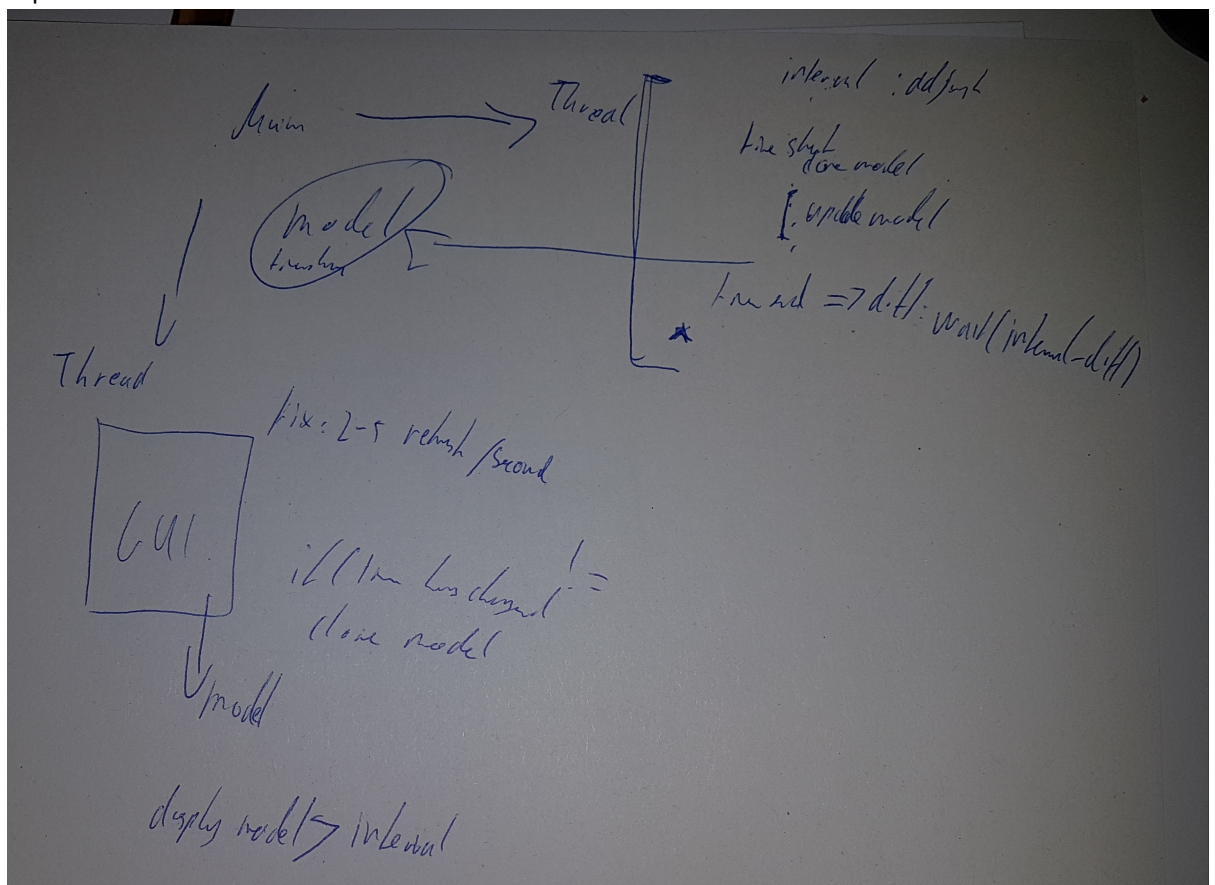 Main
Thread
interval : adjust
time start
clone model
update model
model
time end => diff: wait(interval-diff)
Thread
fix: 2-5 refresh /second
GUI
if (time has changed !=
clone model
model
display model interval